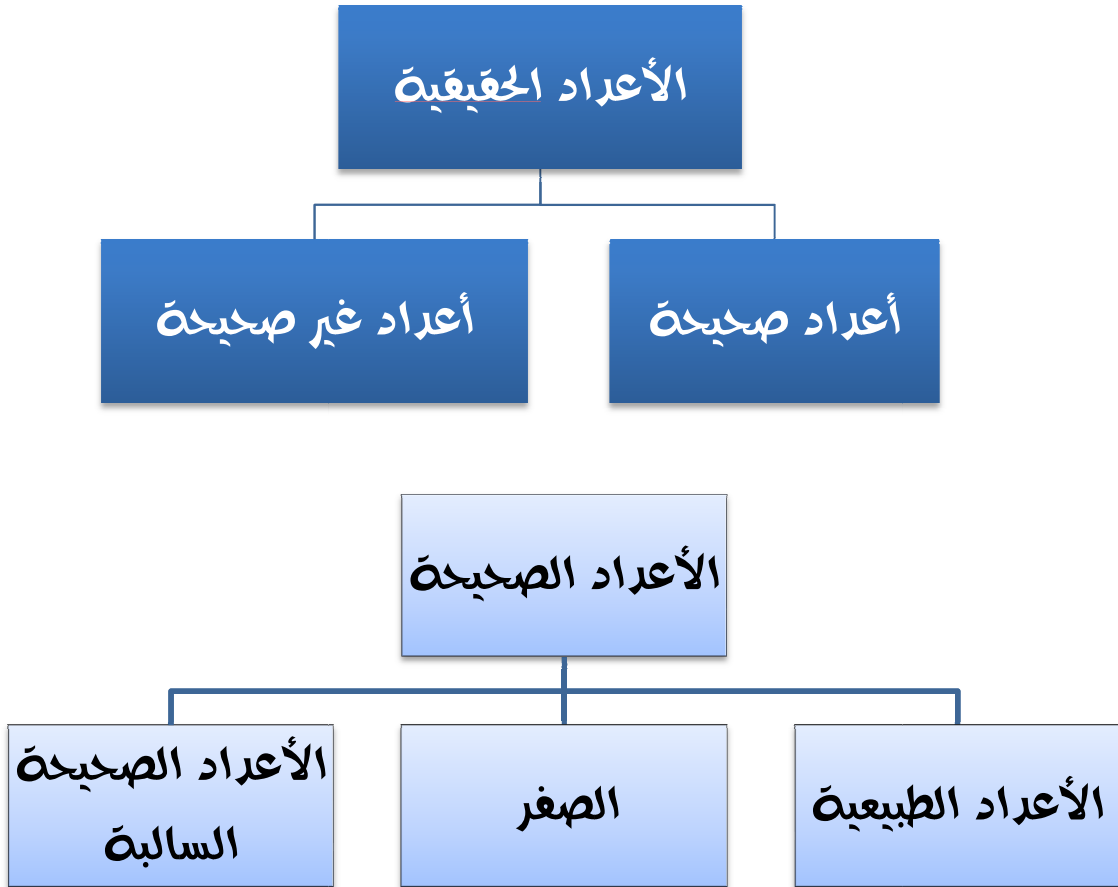 الأعداد الحقيقية
أعداد صحيحة
أعداد غير صحيحة
الأعداد الصحيحة
الأعداد الطبيعية
الصفر
الأعداد الصحيحة
السالبة